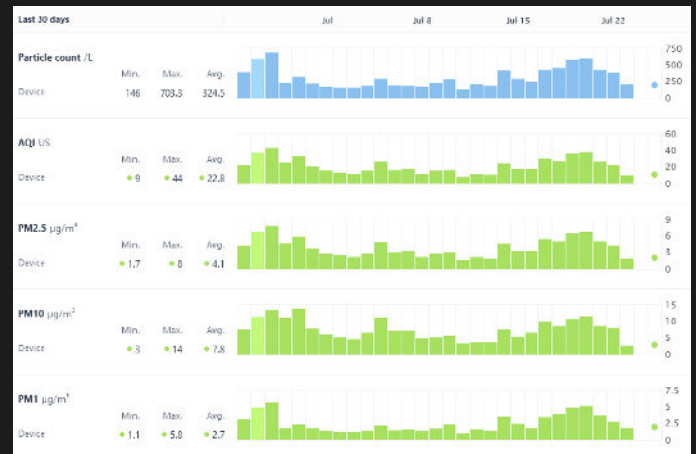 Last 30 days Jul Jul 8 Jul 15 Jul 22
Particle count /L
Min. Max. Avg.
Device 146 703.3 324.5
750
500
250
0
AQI US
Min. Max. Avg.
Device 9 44 22.8
60
40
20
0
PM2.5 µg/m³
Min. Max. Avg.
Device 1.7 8 4.1
9
6
3
0
PM10 µg/m³
Min. Max. Avg.
Device 3 14 7.8
15
10
5
0
PM1 µg/m³
Min. Max. Avg.
Device 1.1 5.8 2.7
7.5
5
2.5
0